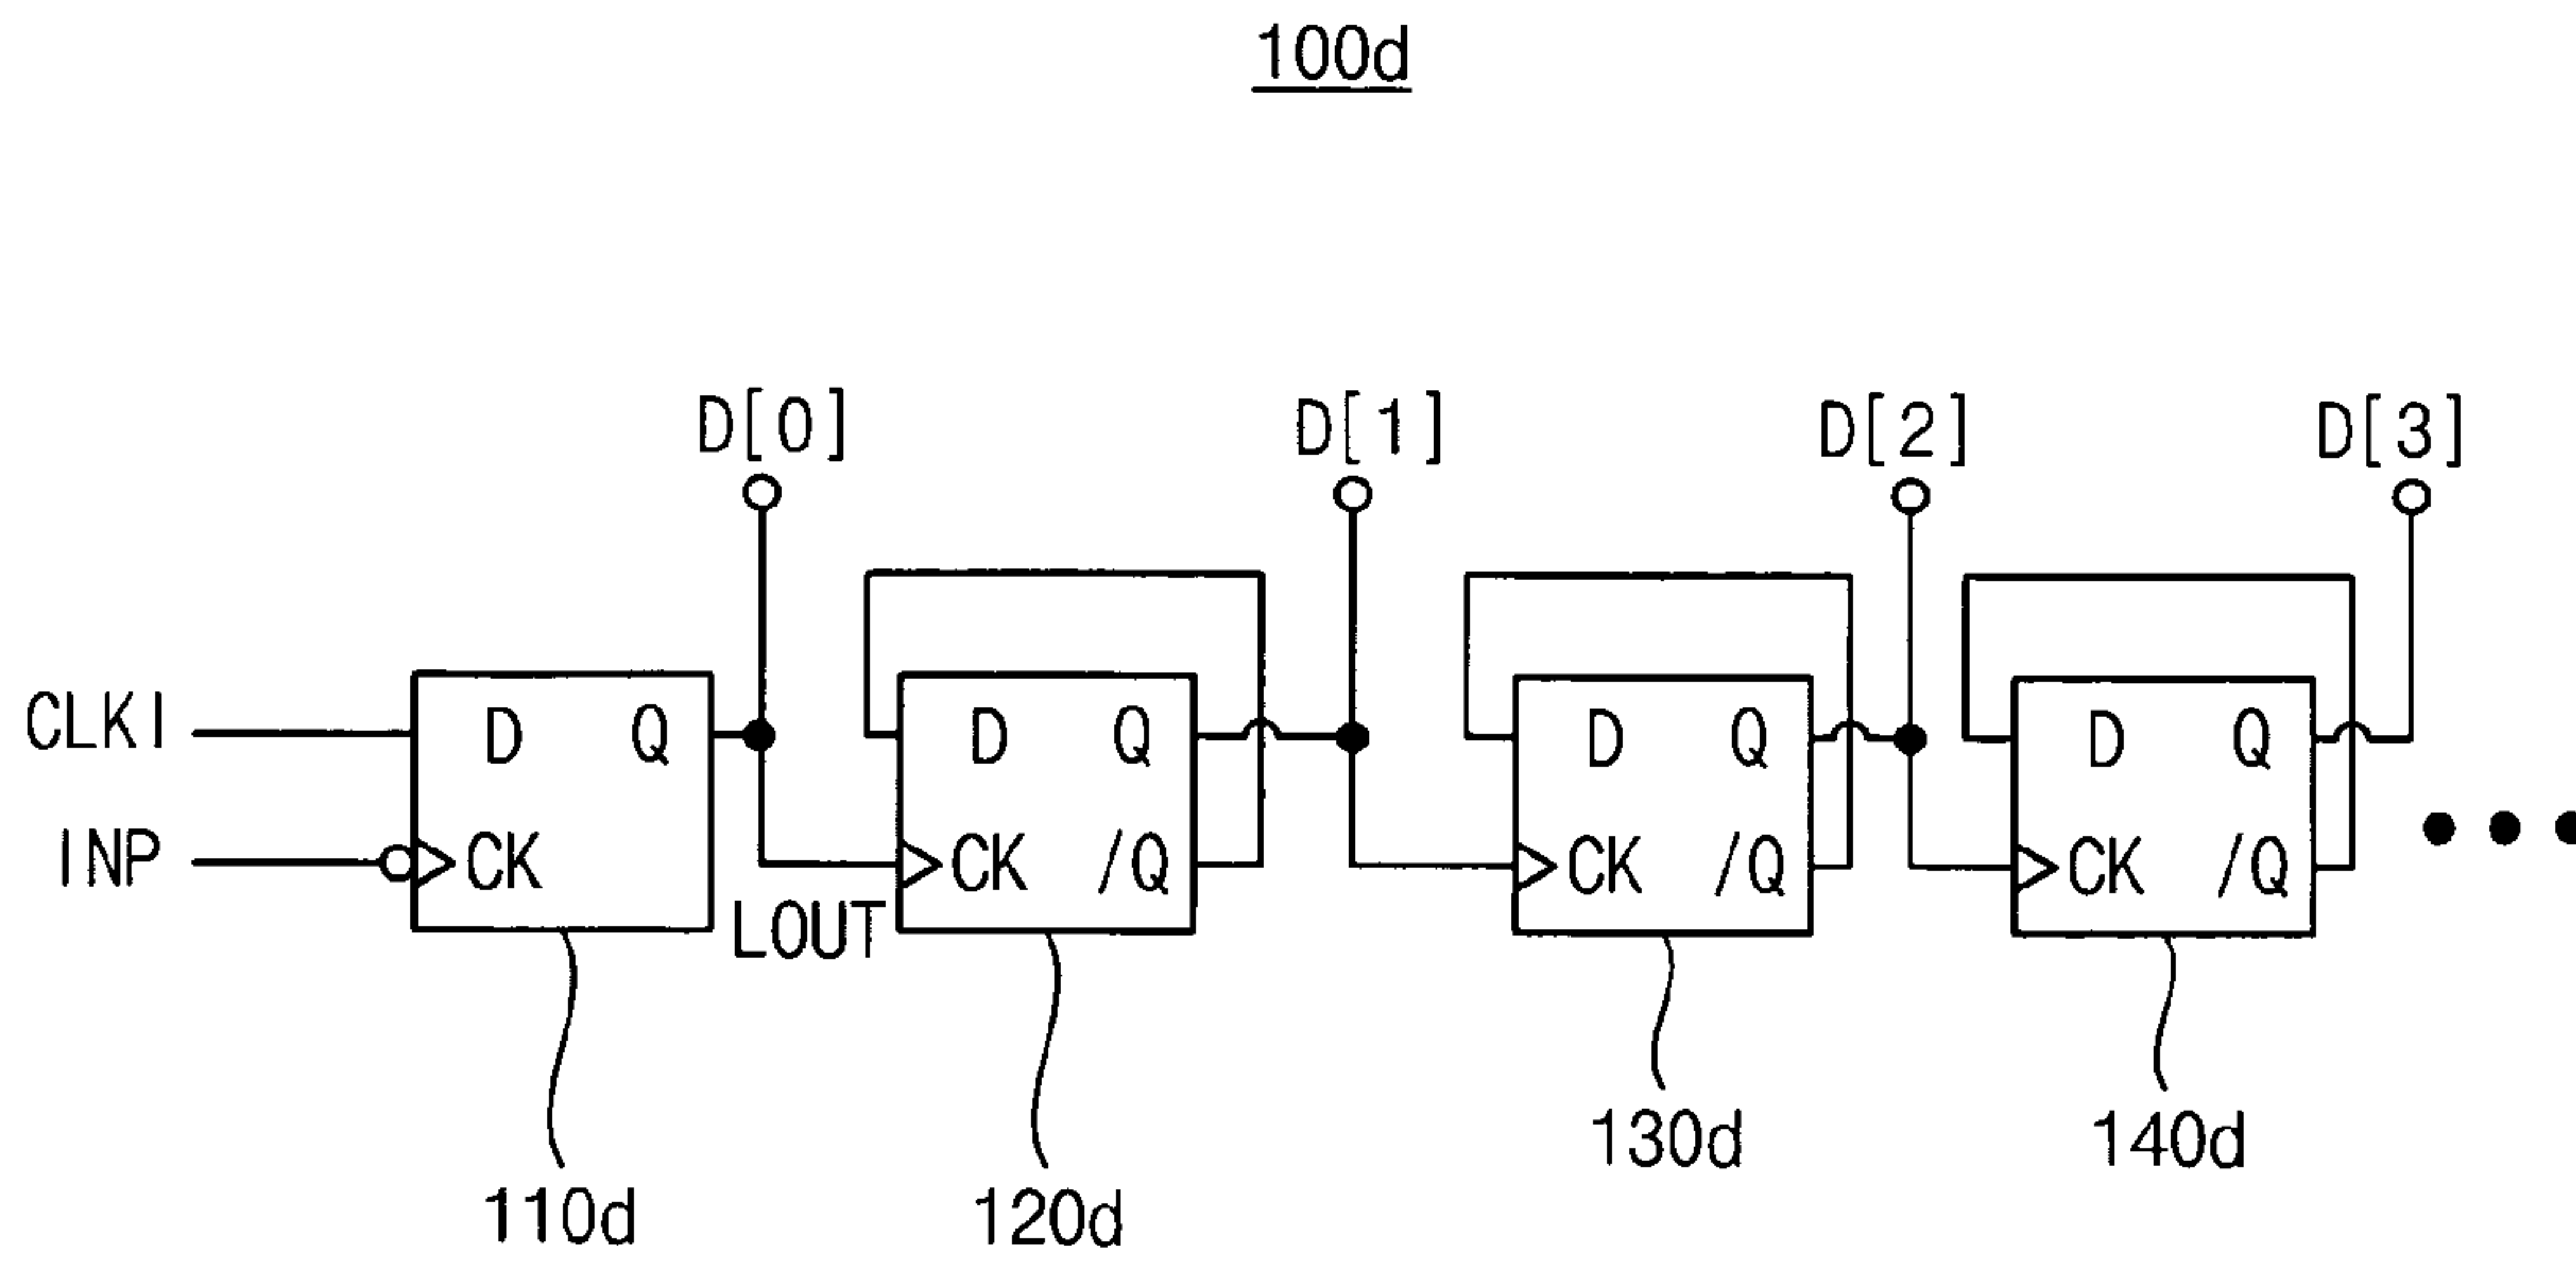 100d
D[0]
D[1]
D[2]
D[3]
CLKI
D Q
D Q
D Q
D Q
INP
CK
CK /Q
CK /Q
CK /Q
LOUT
110d
120d
130d
140d